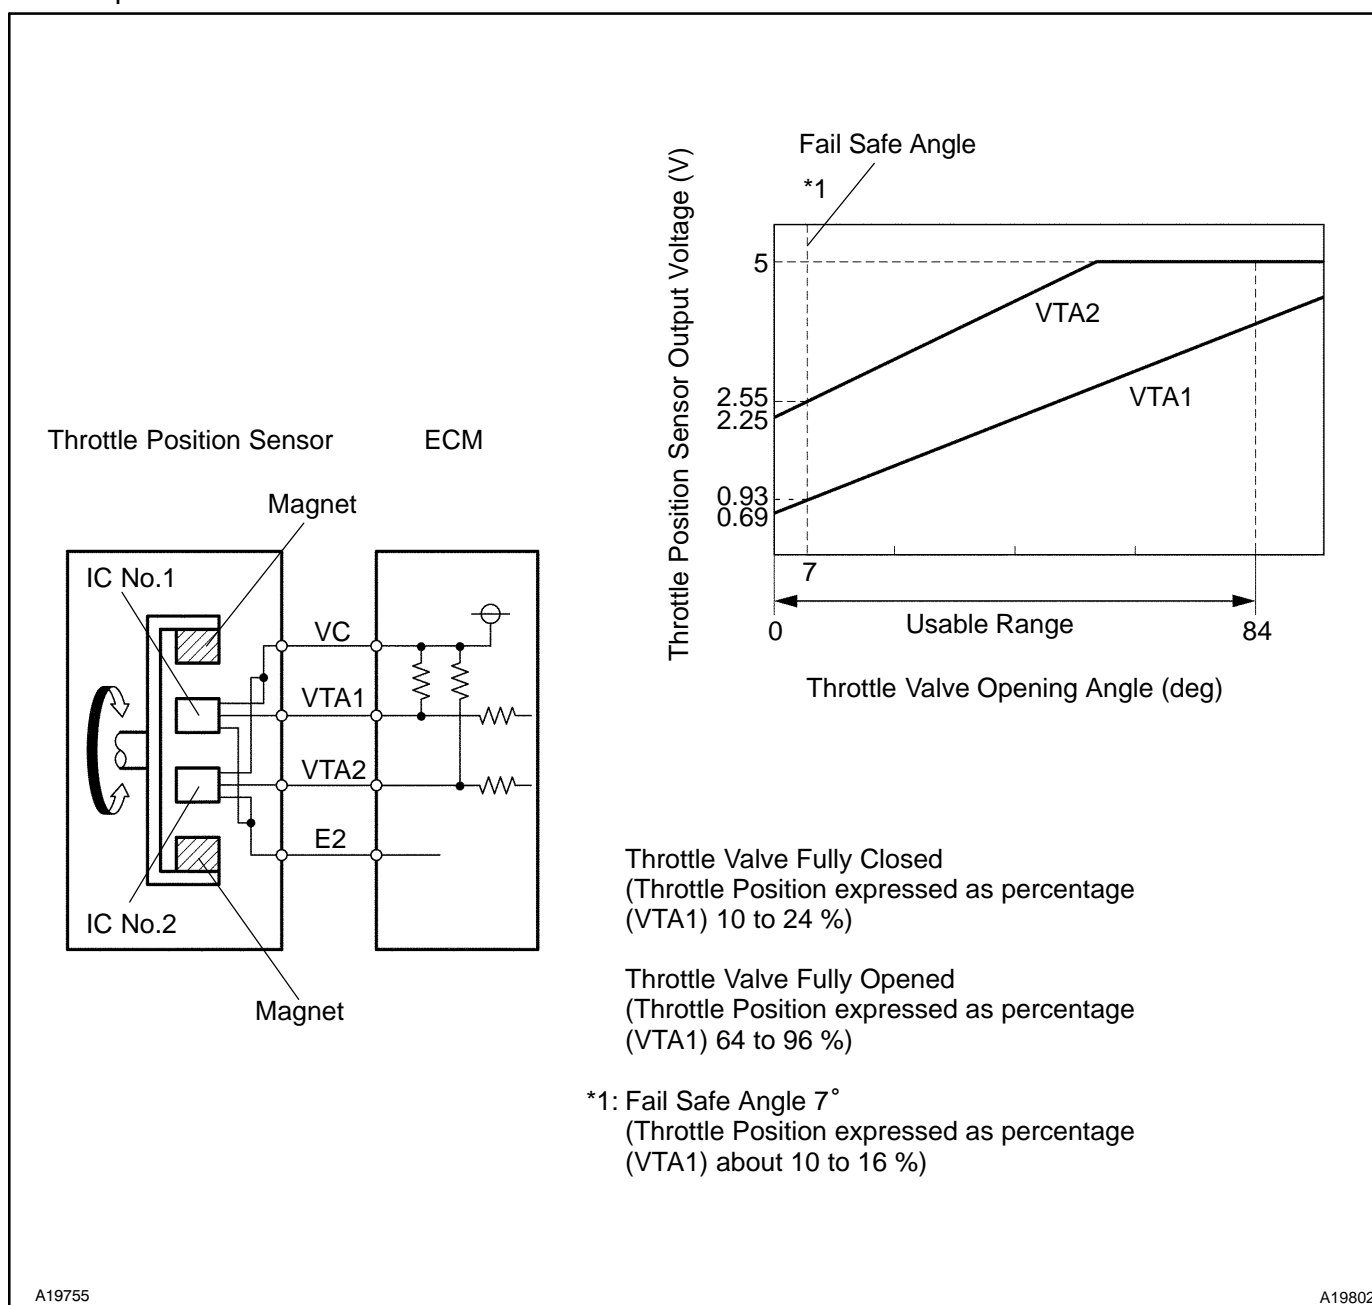 Fail Safe Angle
*1
Throttle Position Sensor Output Voltage (V)
5
VTA2
2.55
2.25
VTA1
0.93
0.69
7
Usable Range
0
84
Throttle Valve Opening Angle (deg)
Throttle Position Sensor
ECM
Magnet
IC No.1
VC
VTA1
VTA2
E2
IC No.2
Magnet
Throttle Valve Fully Closed
(Throttle Position expressed as percentage
(VTA1) 10 to 24 %)
Throttle Valve Fully Opened
(Throttle Position expressed as percentage
(VTA1) 64 to 96 %)
*1: Fail Safe Angle 7°
(Throttle Position expressed as percentage
(VTA1) about 10 to 16 %)
A19755
A19802